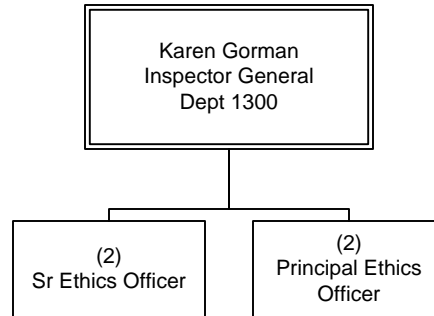 Karen Gorman
Inspector General
Dept 1300
(2)
Sr Ethics Officer
(2)
Principal Ethics
Officer